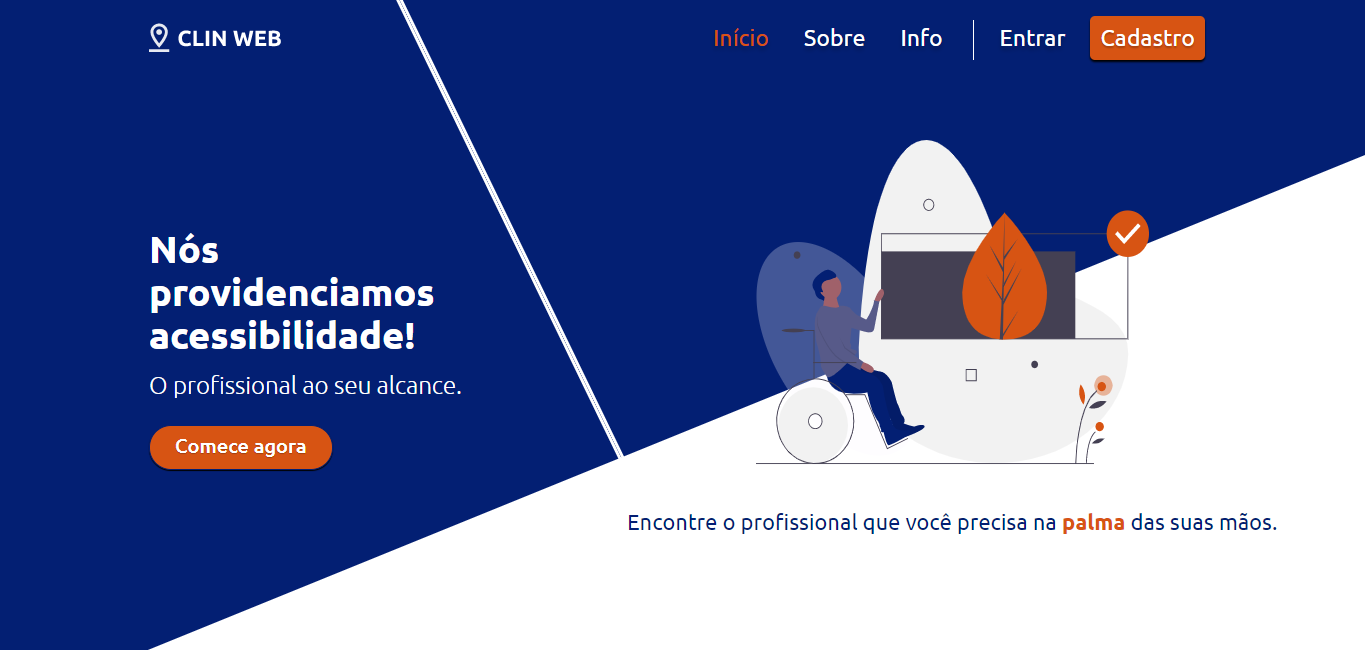 CLIN WEB
Início Sobre Info Entrar Cadastro
Nós
providenciamos
acessibilidade!
O profissional ao seu alcance.
Comece agora
Encontre o profissional que você precisa na palma das suas mãos.